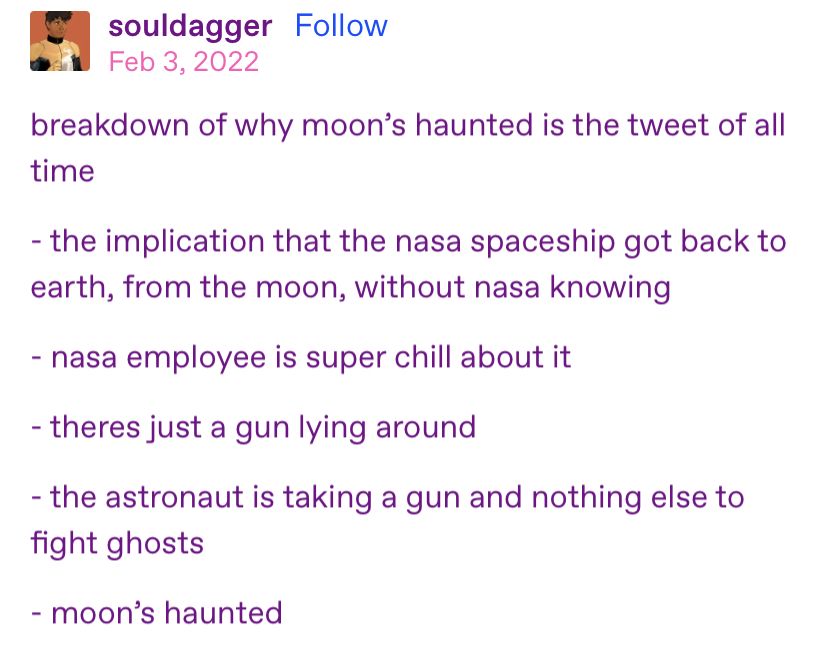 souldagger Follow
Feb 3, 2022
breakdown of why moon’s haunted is the tweet of all
time
- the implication that the nasa spaceship got back to
earth, from the moon, without nasa knowing
- nasa employee is super chill about it
- theres just a gun lying around
- the astronaut is taking a gun and nothing else to
fight ghosts
- moon’s haunted